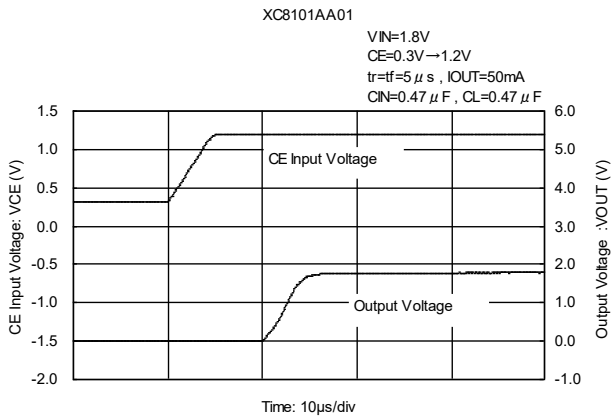 XC8101AA01
VIN=1.8V
CE=0.3V→1.2V
tr=tf=5μs , IOUT=50mA
CIN=0.47μF , CL=0.47μF
CE Input Voltage: VCE (V)
1.5
1.0
0.5
0.0
-0.5
-1.0
-1.5
-2.0
CE Input Voltage
Output Voltage
6.0
5.0
4.0
3.0
2.0
1.0
0.0
-1.0
Output Voltage :VOUT (V)
Time: 10μs/div